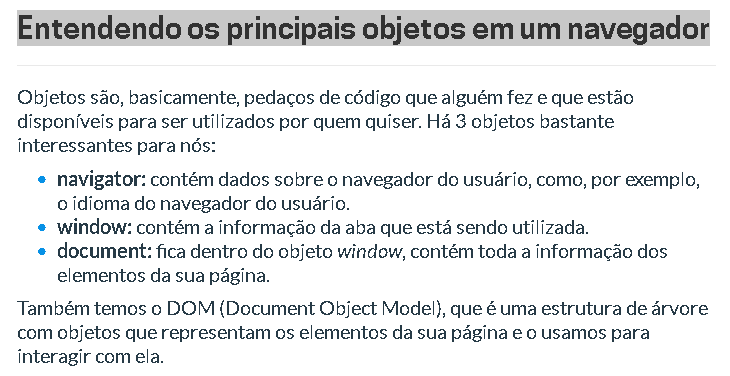 Entendendo os principais objetos em um navegador
Objetos são, basicamente, pedaços de código que alguém fez e que estão
disponíveis para ser utilizados por quem quiser. Há 3 objetos bastante
interessantes para nós:
• navigator: contém dados sobre o navegador do usuário, como, por exemplo,
o idioma do navegador do usuário.
• window: contém a informação da aba que está sendo utilizada.
• document: fica dentro do objeto window, contém toda a informação dos
elementos da sua página.
Também temos o DOM (Document Object Model), que é uma estrutura de árvore
com objetos que representam os elementos da sua página e o usamos para
interagir com ela.